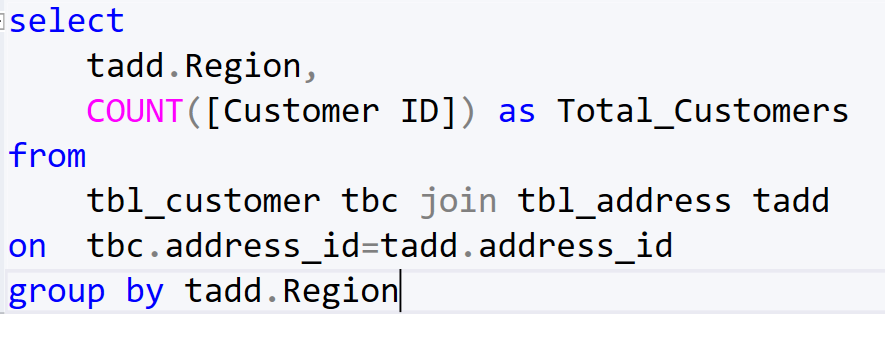 select
tadd.Region,
COUNT([Customer ID]) as Total_Customers
from
tbl_customer tbc join tbl_address tadd
on  tbc.address_id=tadd.address_id
group by tadd.Region